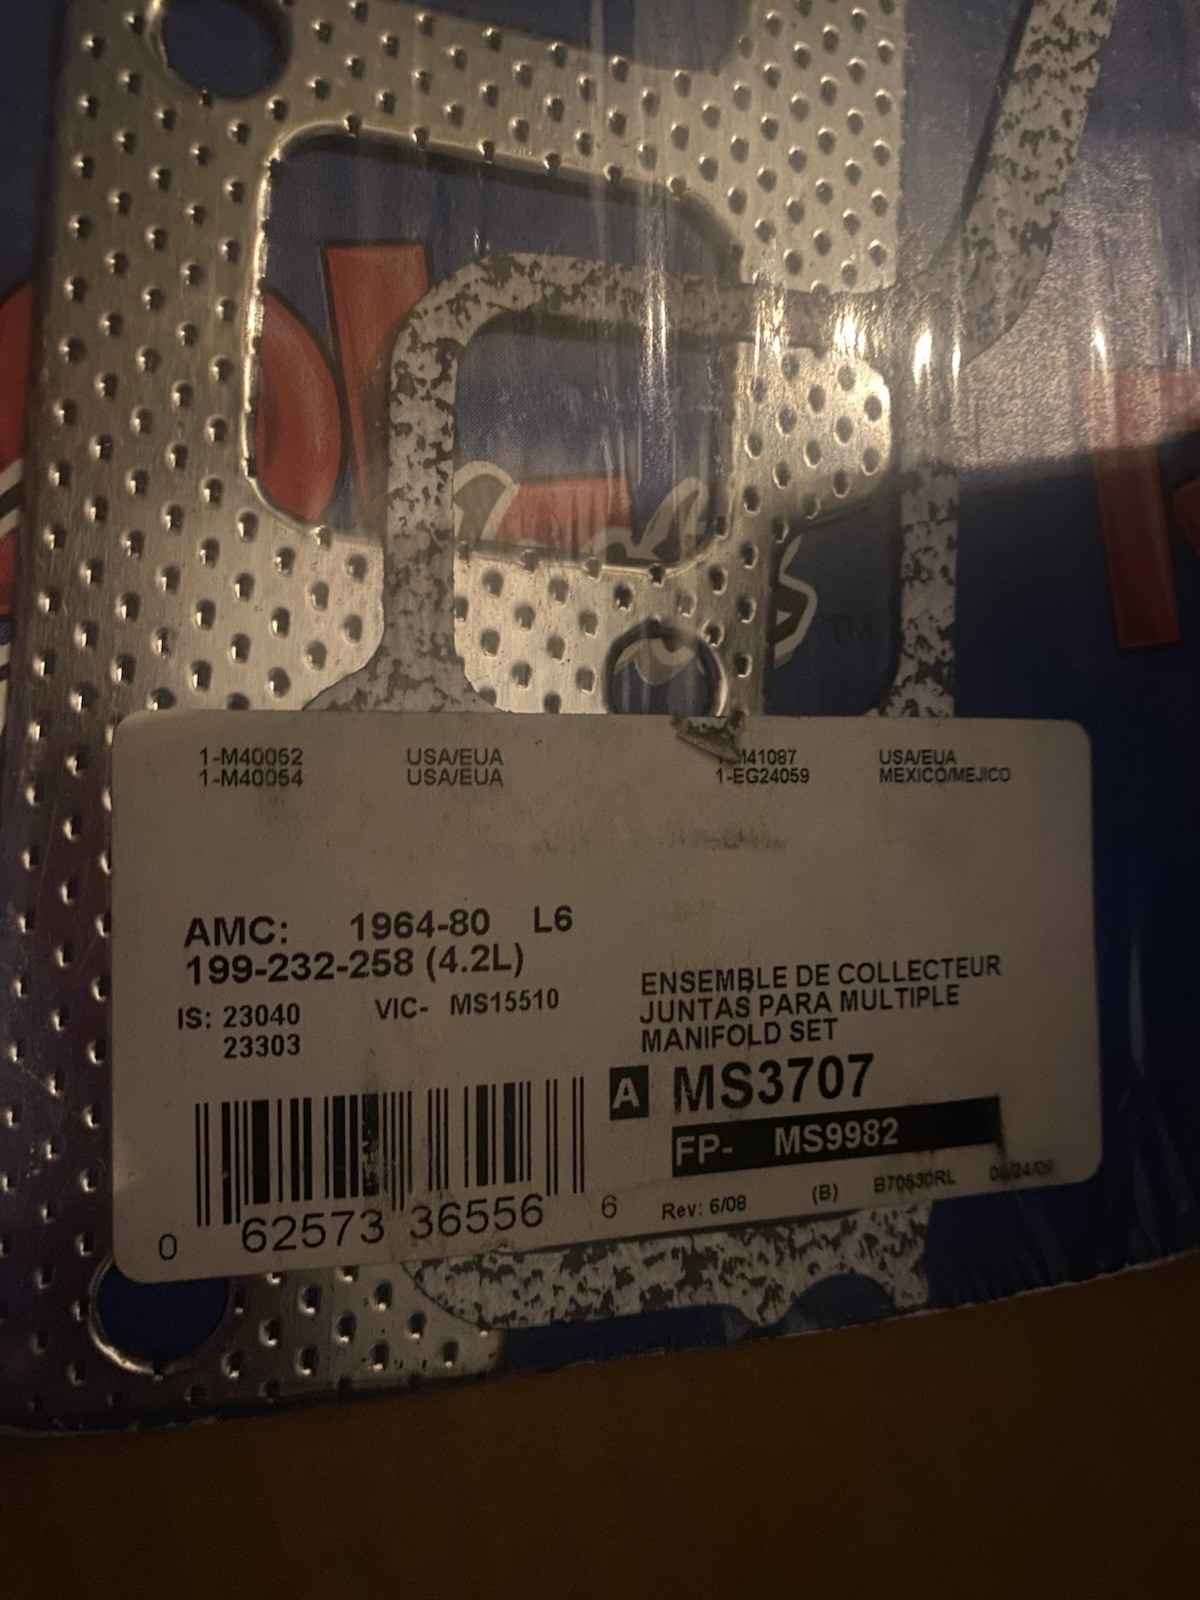 TM
1-M40052 USA/EUA M41087 USA/EUA
1-M40054 USA/EUA 1-EG24059 MEXICO/MEJICO
AMC: 1964-80 L6
199-232-258 (4.2L)
IS: 23040 VIC- MS15510
23303
ENSEMBLE DE COLLECTEUR
JUNTAS PARA MULTIPLE
MANIFOLD SET
A MS3707
FP- MS9982
0 62573 36556 6
Rev: 6/08 (B) B70530RL